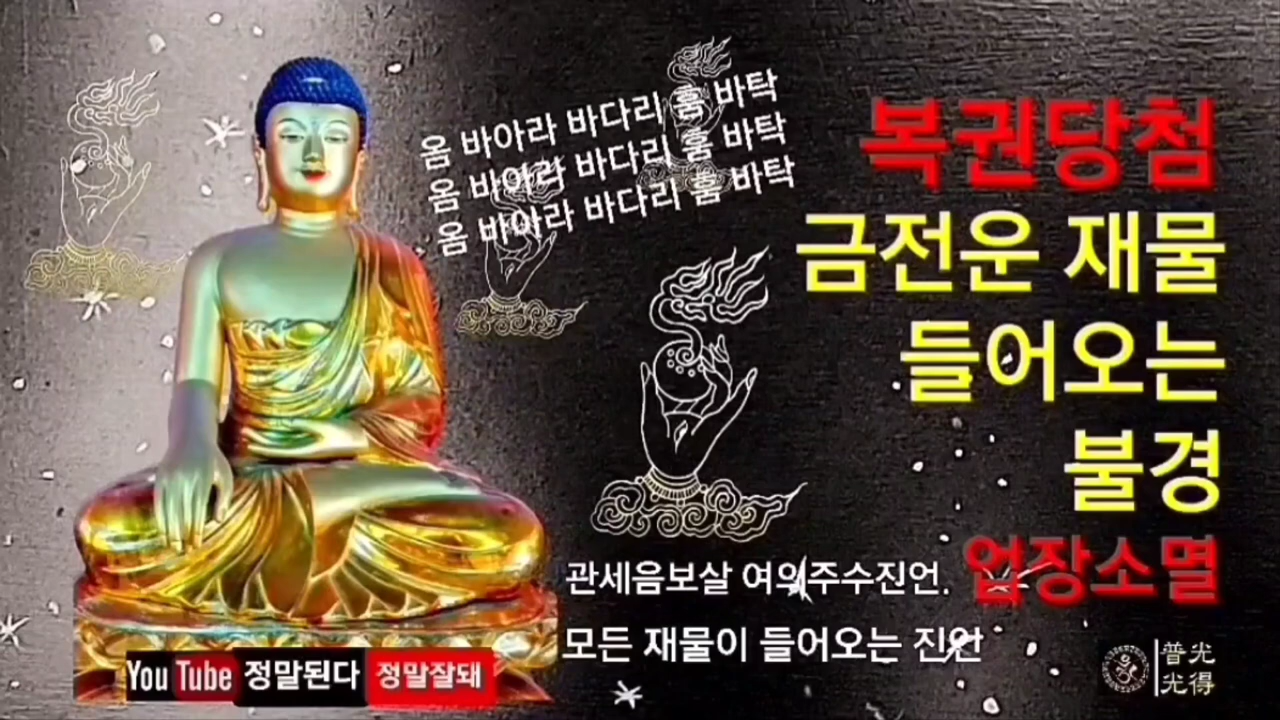 옴 바아라 바다리 훔 바탁
옴 바아라 바다리 훔 바탁
옴 바아라 바다리 훔 바탁
복권당첨
금전운 재물
들어오는
불경
업장소멸
관세음보살 여의주수진언.
모든 재물이 들어오는 진언
You Tube 정말된다 정말잘돼
普光
光得